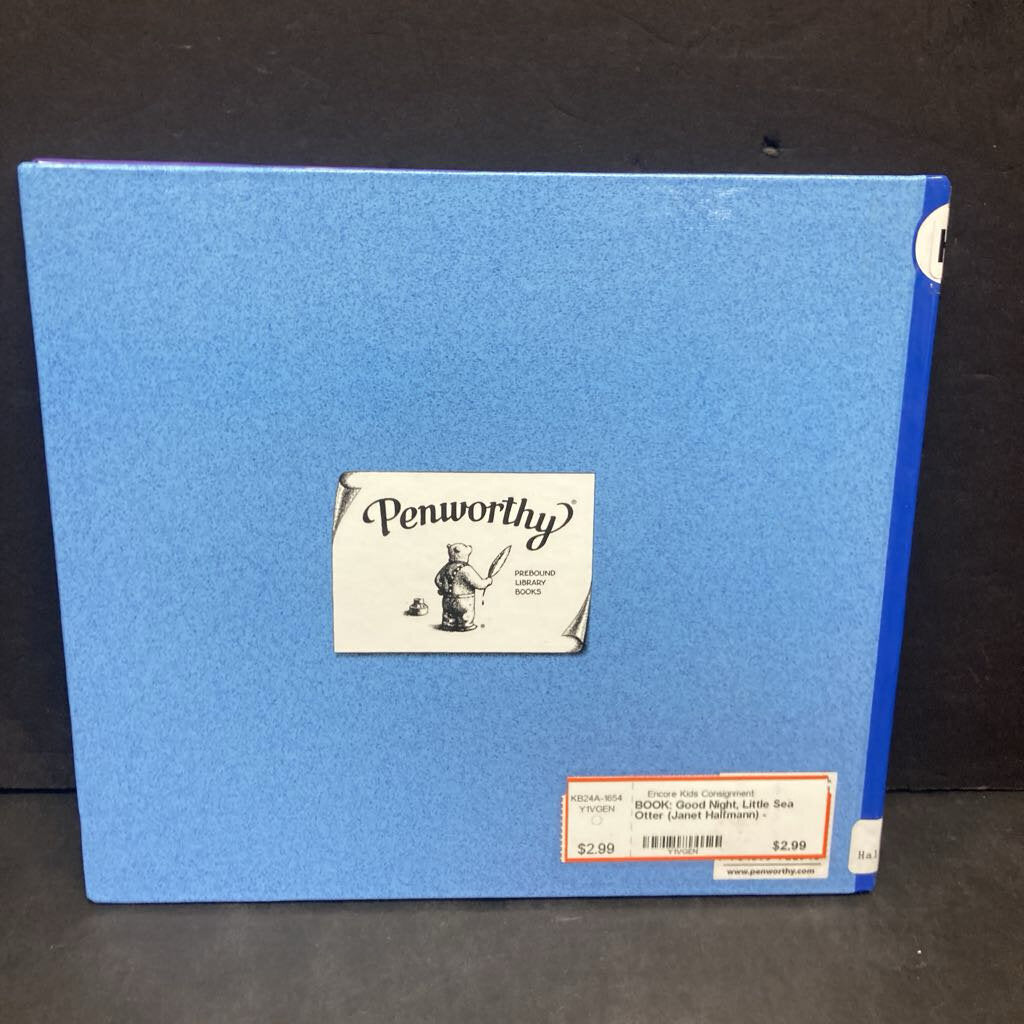 Penworthy®
PREBOUND
LIBRARY
BOOKS
®
KB24A-1654
Y1VGEN
$2.99
Encore Kids Consignment
BOOK: Good Night, Little Sea
Otter (Janet Halfmann) -
Y1VGEN
$2.99
www.penworthy.com
Hal